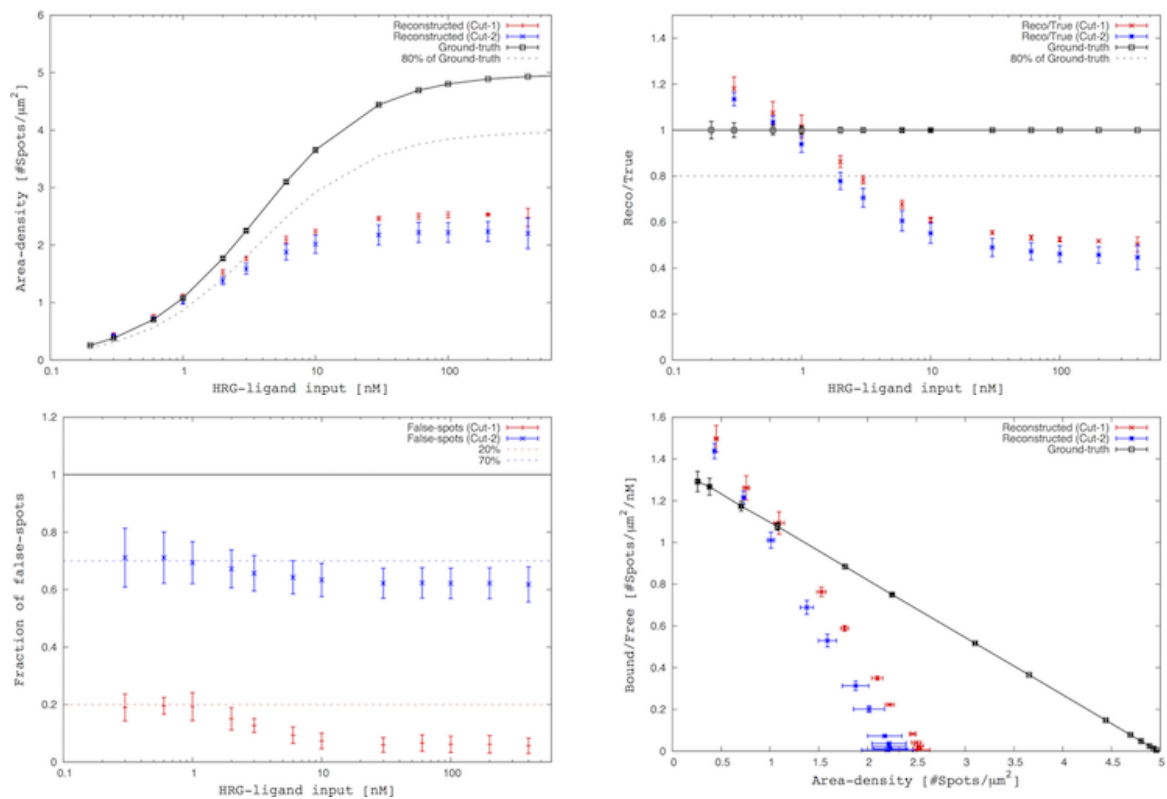 6
5
4
3
2
1
0
Area-density [#Spots/μm²]
0.1 1 10 100
HRG-ligand input [nM]
Reconstructed (Cut-1)
Reconstructed (Cut-2)
Ground-truth
80% of Ground-truth
1.4
1.2
1
0.8
0.6
0.4
0.2
0
Reco/True
0.1 1 10 100
HRG-ligand input [nM]
Reco/True (Cut-1)
Reco/True (Cut-2)
Ground-truth
80% of Ground-truth
1.2
1
0.8
0.6
0.4
0.2
0
Fraction of false-spots
0.1 1 10 100
HRG-ligand input [nM]
False-spots (Cut-1)
False-spots (Cut-2)
20%
70%
1.6
1.4
1.2
1
0.8
0.6
0.4
0.2
0
Bound/Free [#Spots/μm²/nM]
0 0.5 1 1.5 2 2.5 3 3.5 4 4.5 5
Area-density [#Spots/μm²]
Reconstructed (Cut-1)
Reconstructed (Cut-2)
Ground-truth